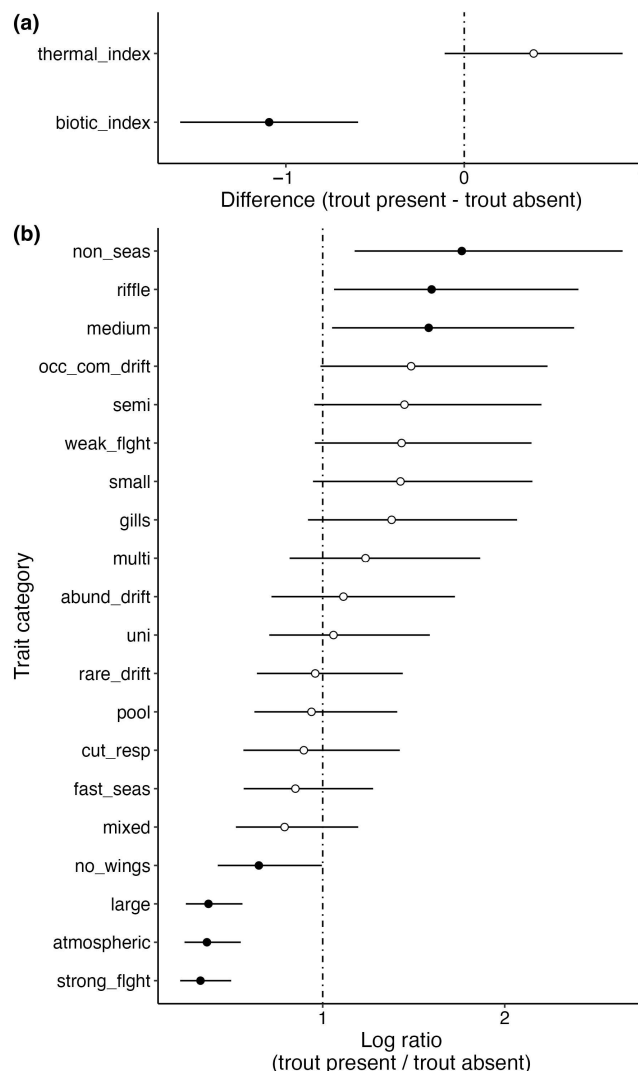 (a)
thermal_index
biotic_index
−1
0
Difference (trout present - trout absent)
(b)
non_seas
riffle
medium
occ_com_drift
semi
weak_flght
small
gills
multi
abund_drift
uni
rare_drift
pool
cut_resp
fast_seas
mixed
no_wings
large
atmospheric
strong_flght
Trait category
1
2
Log ratio
(trout present / trout absent)